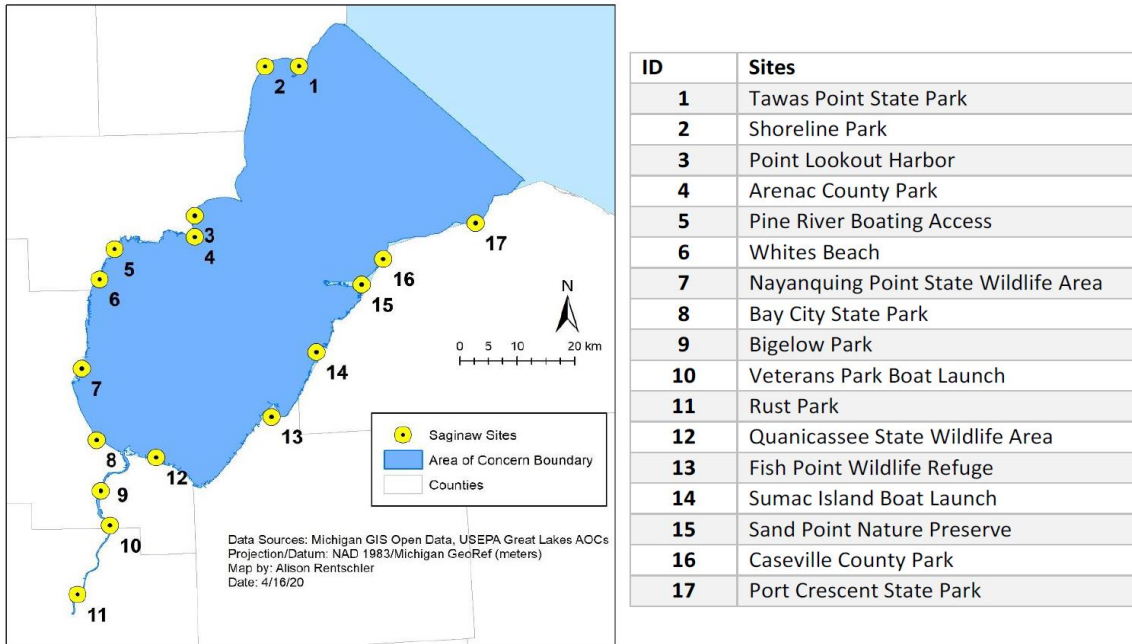 2
1
3
4
5
6
7
8
9
10
11
12
13
14
15
16
17
N
0 5 10 20 km
Saginaw Sites
Area of Concern Boundary
Counties
Data Sources: Michigan GIS Open Data, USEPA Great Lakes AOCs
Projection/Datum: NAD 1983/Michigan GeoRef (meters)
Map by: Alison Rentschler
Date: 4/16/20
ID Sites
1 Tawas Point State Park
2 Shoreline Park
3 Point Lookout Harbor
4 Arenac County Park
5 Pine River Boating Access
6 Whites Beach
7 Nayanquing Point State Wildlife Area
8 Bay City State Park
9 Bigelow Park
10 Veterans Park Boat Launch
11 Rust Park
12 Quanicassee State Wildlife Area
13 Fish Point Wildlife Refuge
14 Sumac Island Boat Launch
15 Sand Point Nature Preserve
16 Caseville County Park
17 Port Crescent State Park